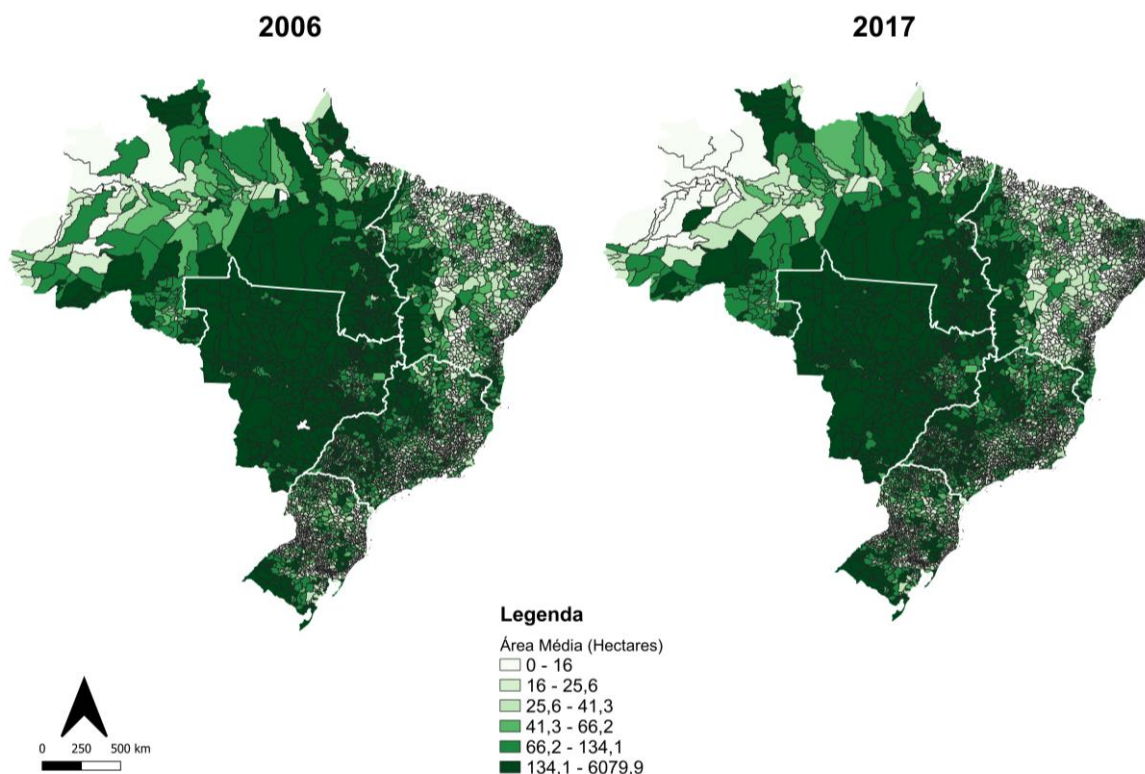 2006
2017
Legenda
Área Média (Hectares)
0 - 16
16 - 25,6
25,6 - 41,3
41,3 - 66,2
66,2 - 134,1
134,1 - 6079,9
0 250 500 km